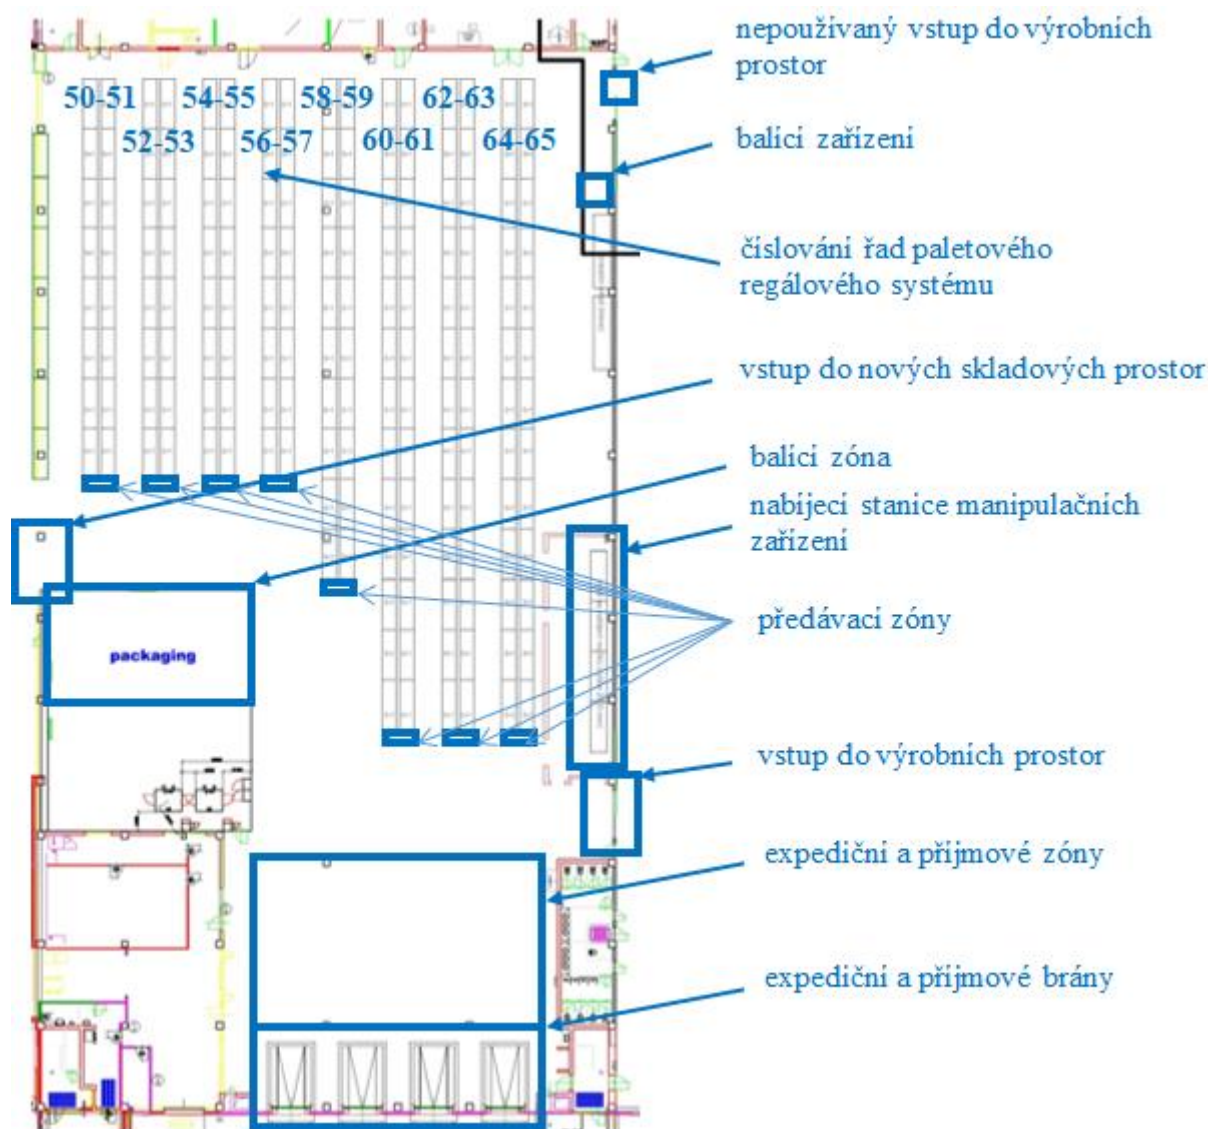 nepoužívaný vstup do výrobních
prostor
50-51
54-55
58-59
62-63
52-53
56-57
60-61
64-65
balící zařízení
číslování řad paletového
regálového systému
vstup do nových skladových prostor
balící zóna
nabíjecí stanice manipulačních
zařízení
předávací zóny
packaging
vstup do výrobních prostor
expediční a příjmové zóny
expediční a příjmové brány